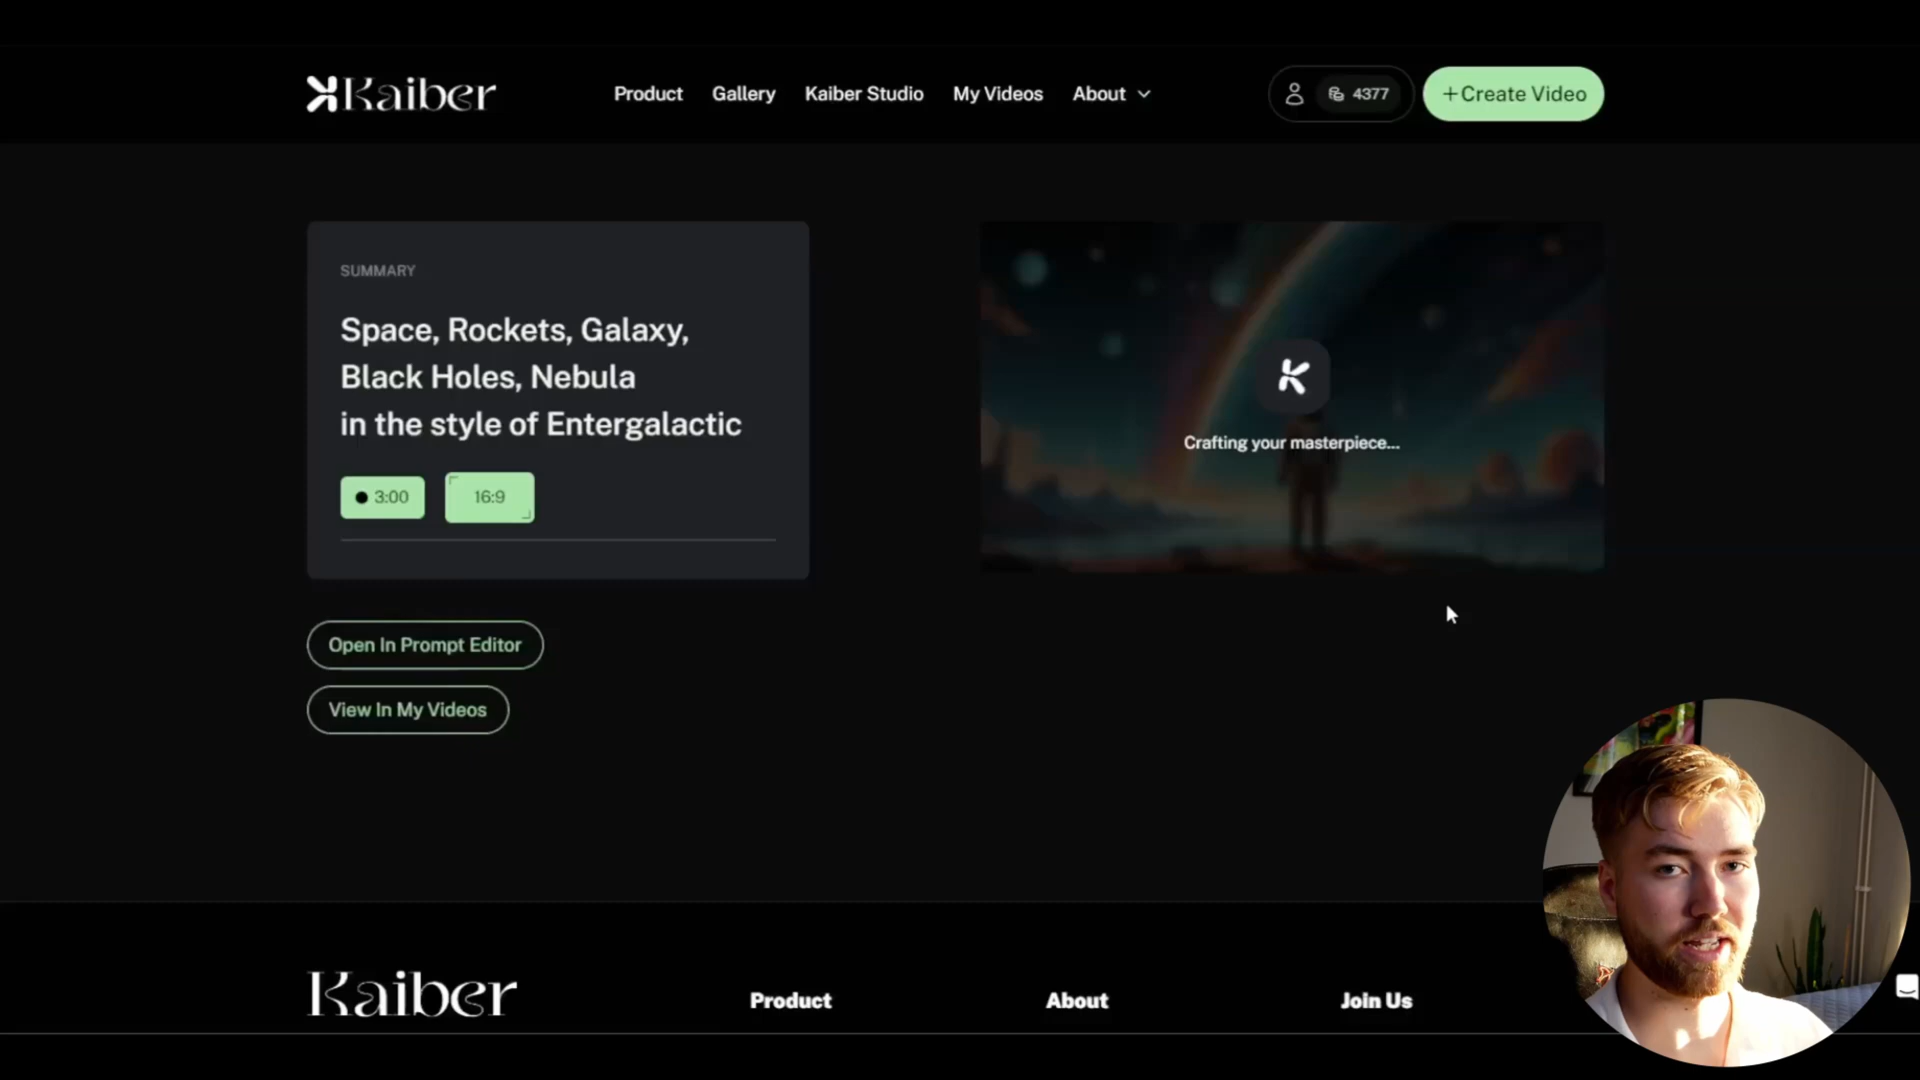 Kaiber
Product
Gallery
Kaiber Studio
My Videos
About
4377
+Create Video
SUMMARY
Space, Rockets, Galaxy,
Black Holes, Nebula
in the style of Entergalactic
3:00
16:9
Crafting your masterpiece...
Open In Prompt Editor
View In My Videos
Kaiber
Product
About
Join Us